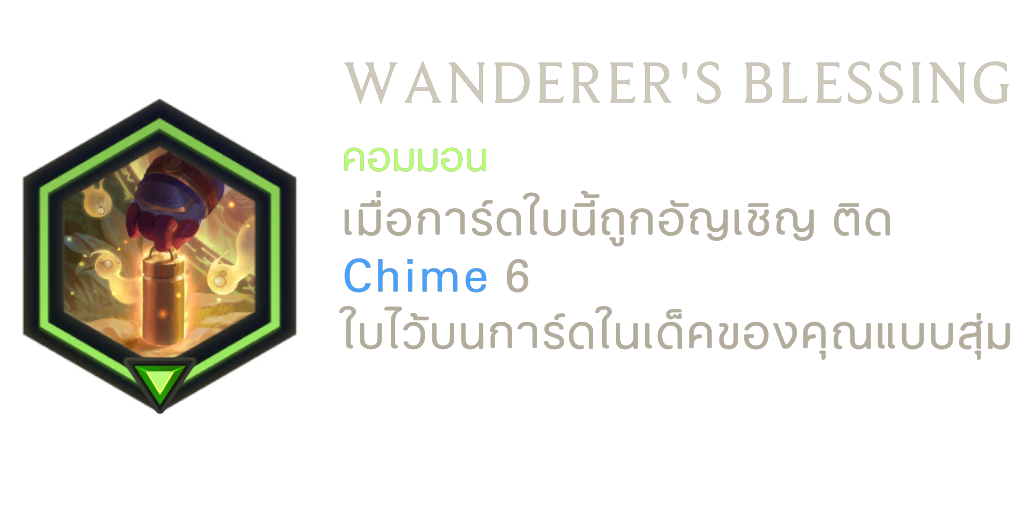 WANDERER'S BLESSING
คอมมอน
เมื่อการ์ดใบนี้ถูกอัญเชิญ ติด
Chime 6
ใบไว้บนการ์ดในเด็คของคุณแบบสุ่ม